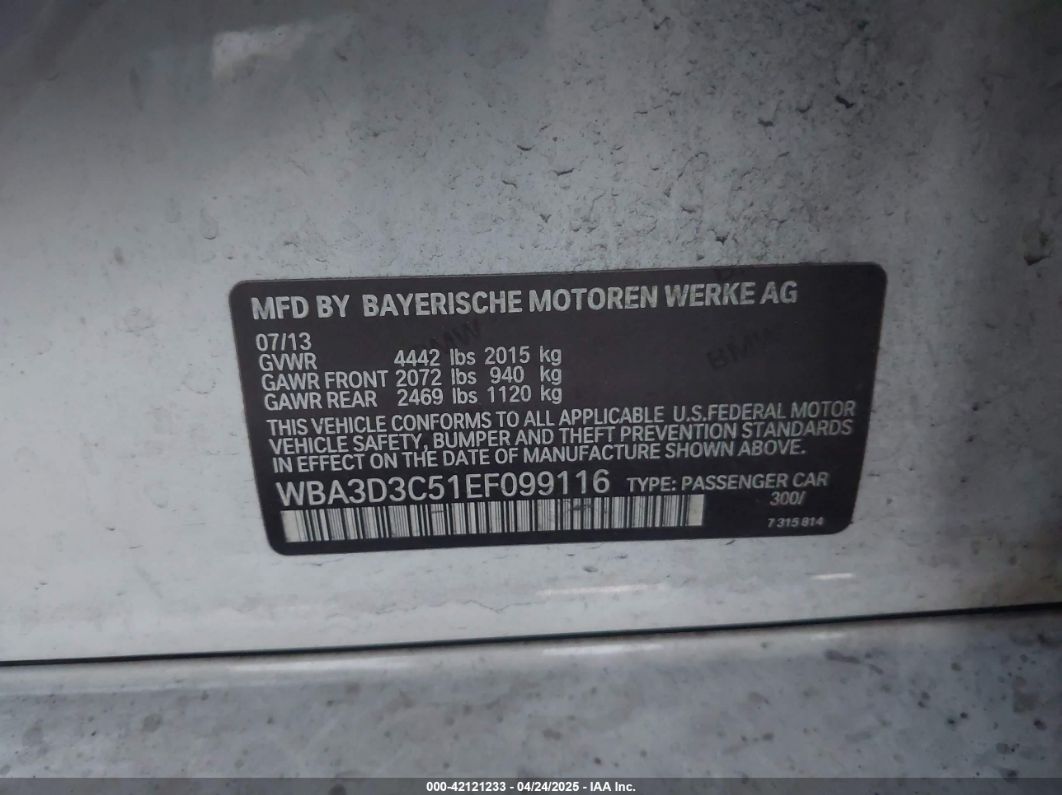 MFD BY BAYERISCHE MOTOREN WERKE AG
07/13
GVWR 4442 lbs 2015 kg
GAWR FRONT 2072 lbs 940 kg
GAWR REAR 2469 lbs 1120 kg
THIS VEHICLE CONFORMS TO ALL APPLICABLE U.S.FEDERAL MOTOR
VEHICLE SAFETY, BUMPER AND THEFT PREVENTION STANDARDS
IN EFFECT ON THE DATE OF MANUFACTURE SHOWN ABOVE.
WBA3D3C51EF099116 TYPE: PASSENGER CAR
300/
7 315 814
000-42121233 - 04/24/2025 - IAA Inc.